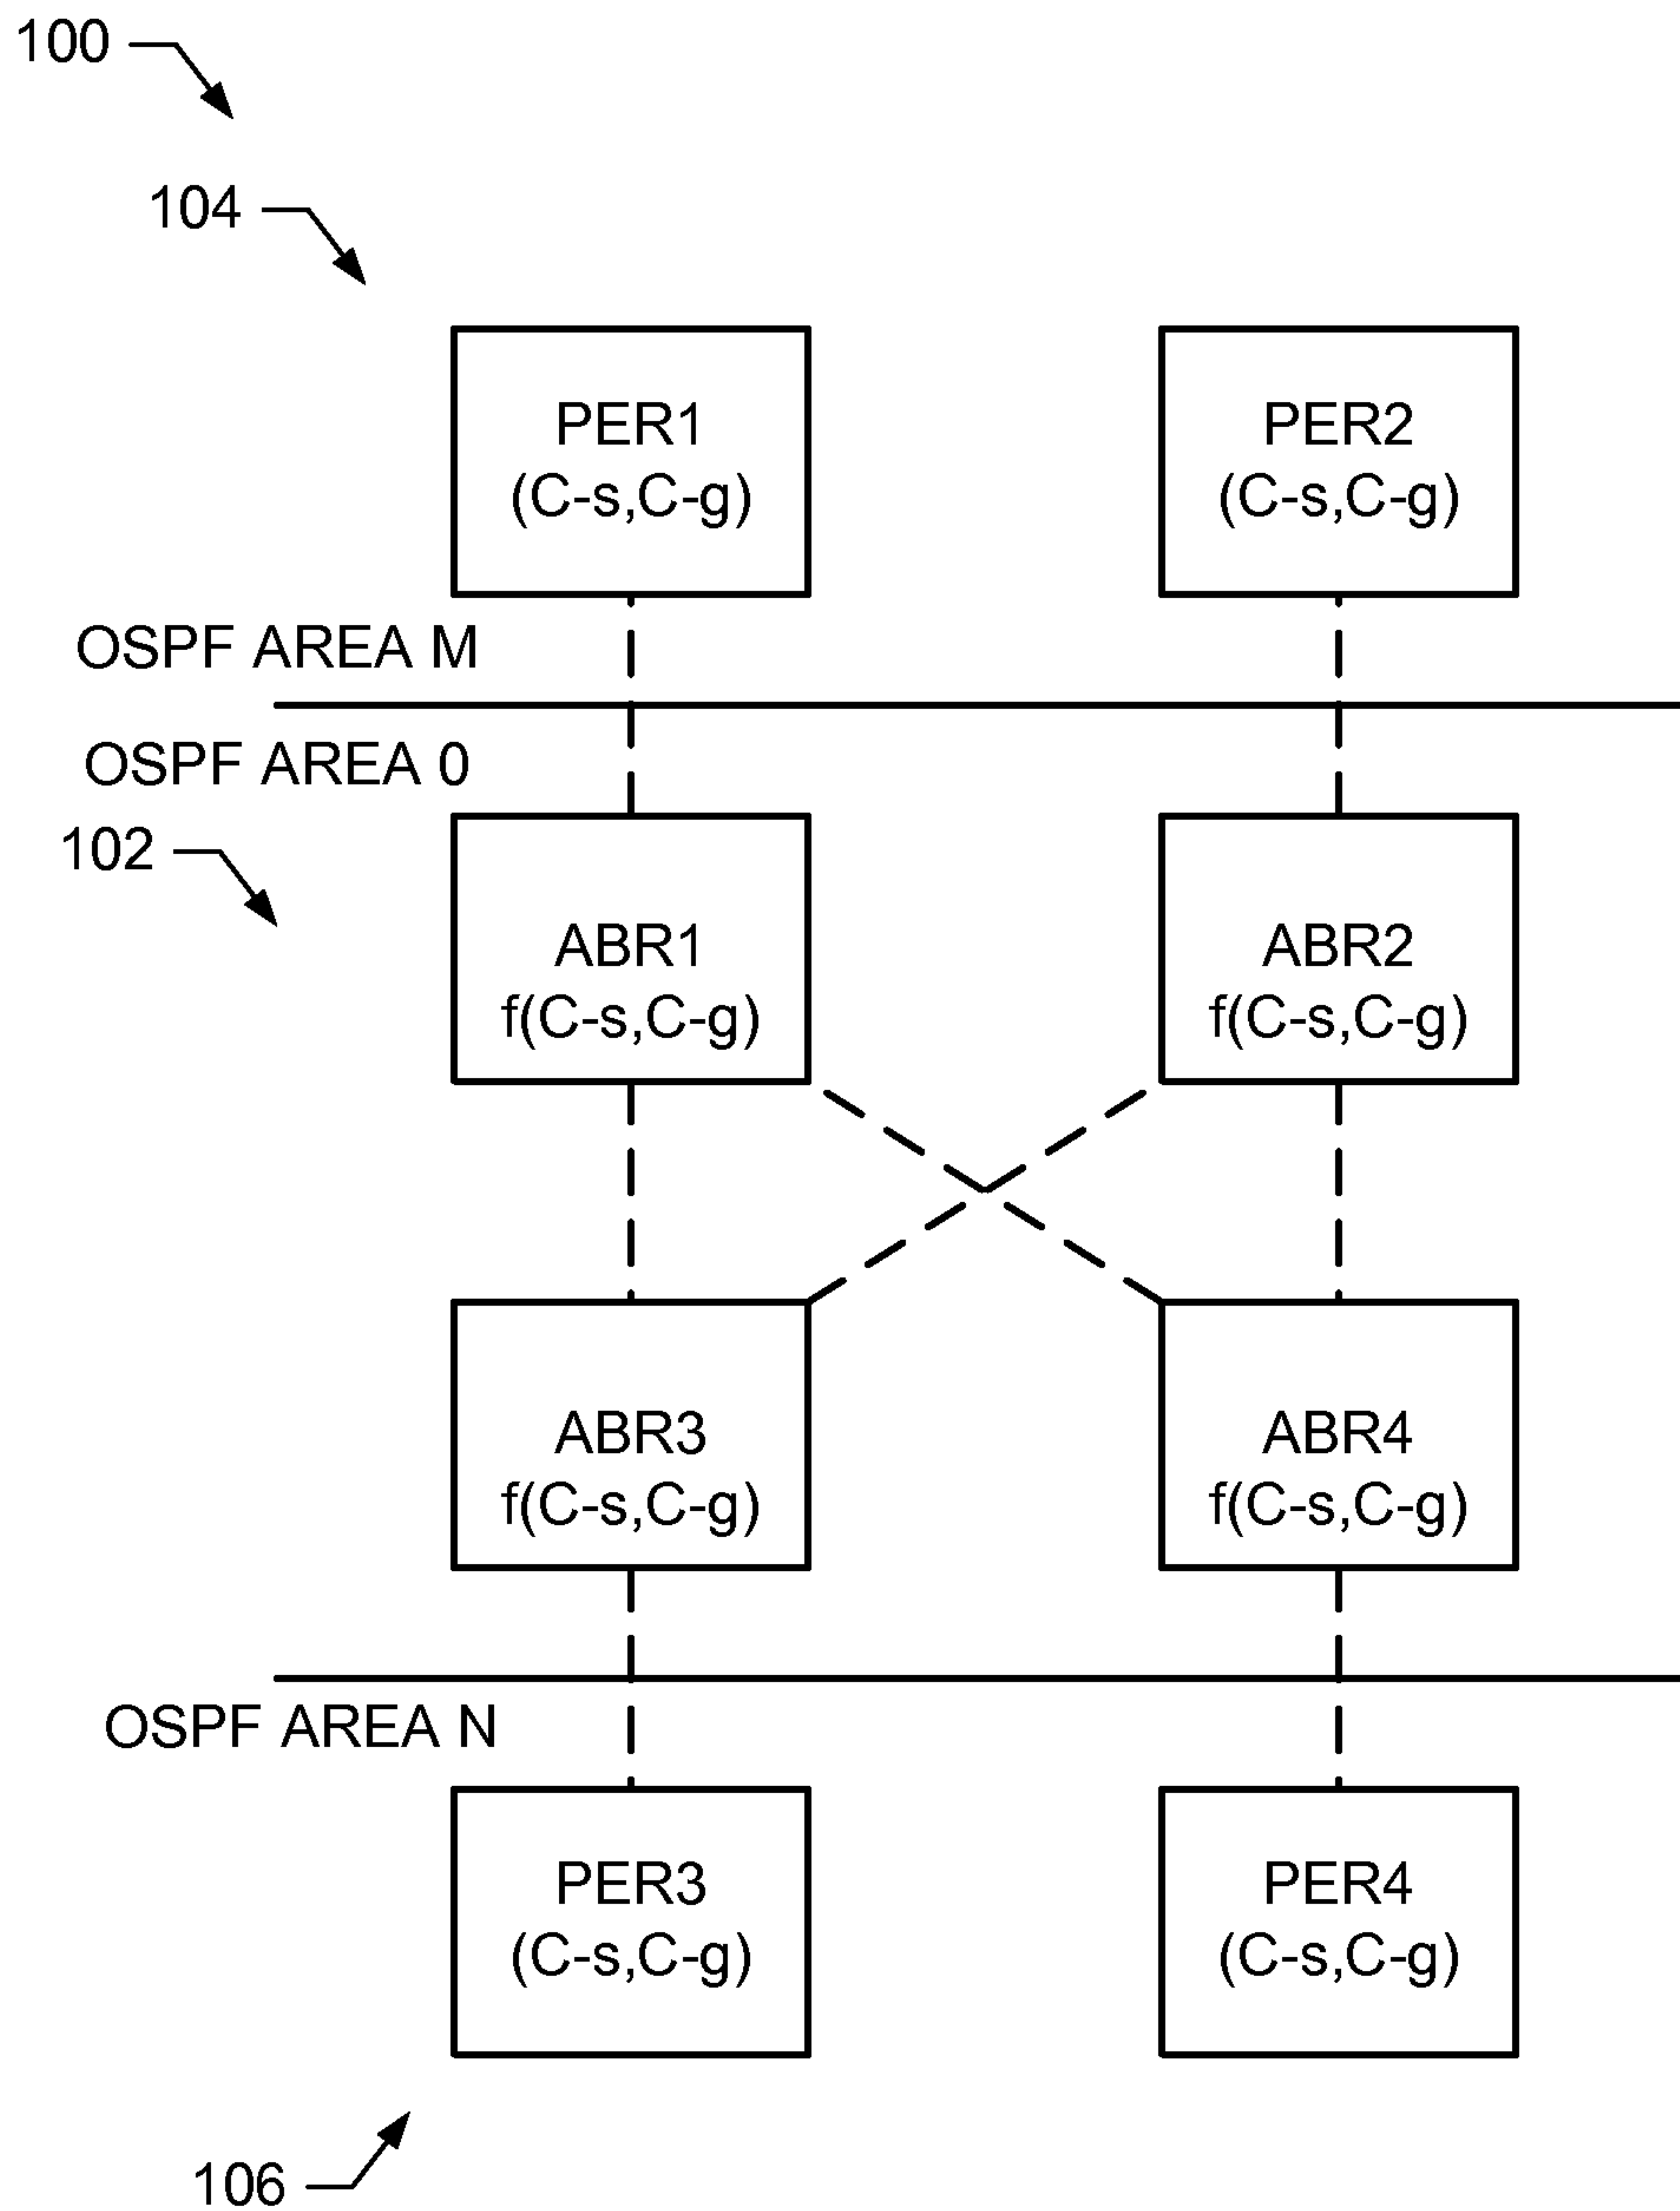 100
104
PER1
(C-s,C-g)
PER2
(C-s,C-g)
OSPF AREA M
OSPF AREA 0
102
ABR1
f(C-s,C-g)
ABR2
f(C-s,C-g)
ABR3
f(C-s,C-g)
ABR4
f(C-s,C-g)
OSPF AREA N
PER3
(C-s,C-g)
PER4
(C-s,C-g)
106